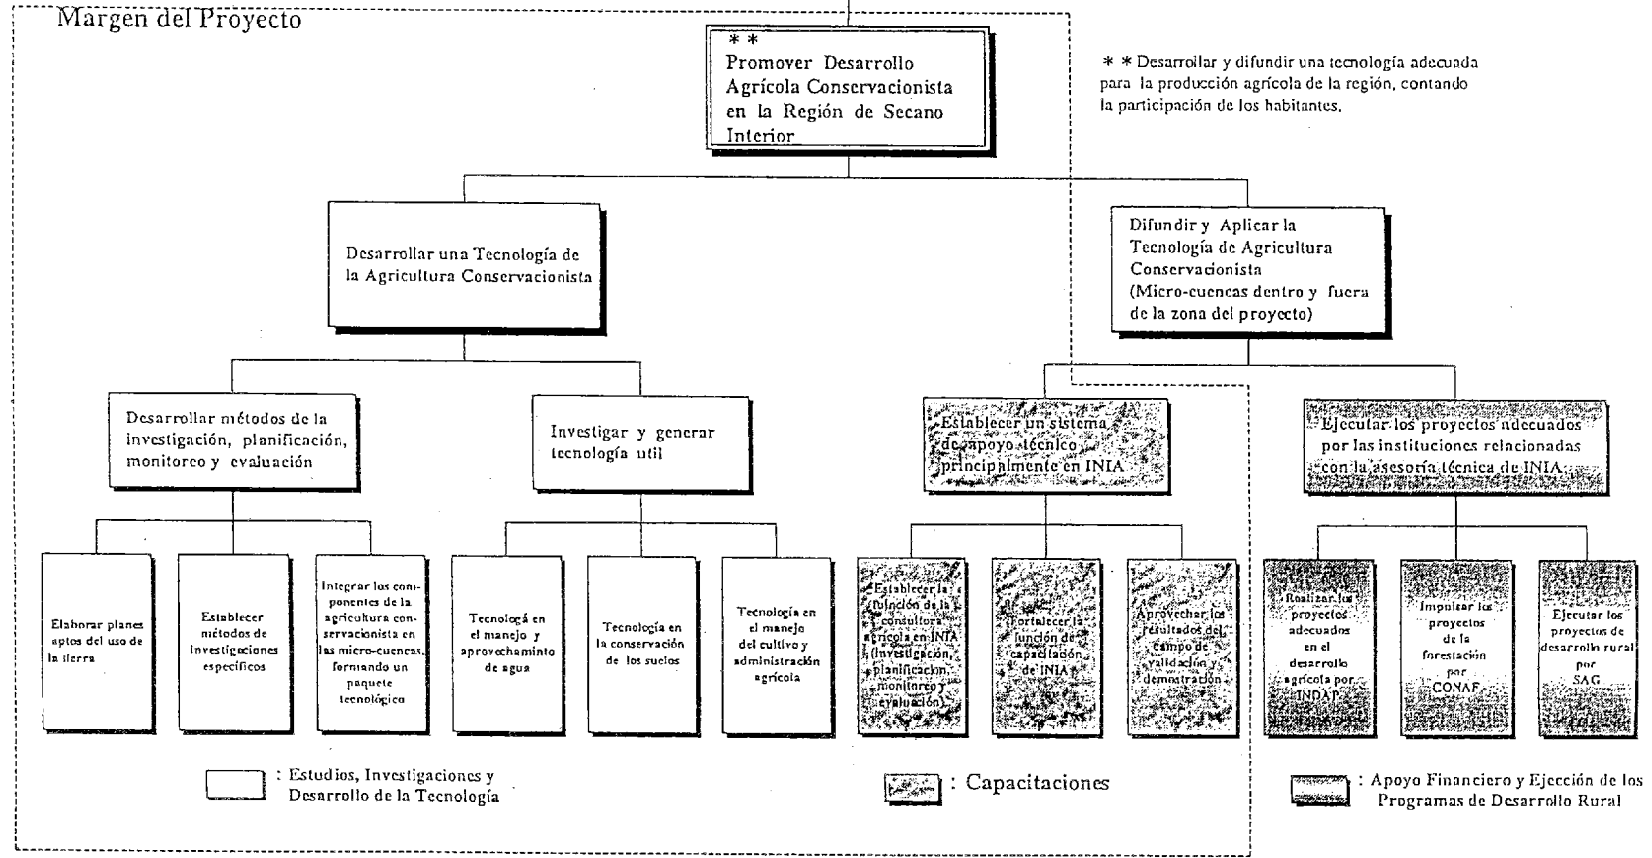 Margen del Proyecto
* *
Promover Desarrollo
Agrícola Conservacionista
en la Región de Secano
Interior
* * Desarrollar y difundir una tecnología adecuada
para la producción agrícola de la región, contando
la participación de los habitantes.
Desarrollar una Tecnología de
la Agricultura Conservacionista
Difundir y Aplicar la
Tecnología de Agricultura
Conservacionista
(Micro-cuencas dentro y fuera
de la zona del proyecto)
Desarrollar métodos de la
investigación, planificación,
monitoreo y evaluación
Investigar y generar
tecnología util
Establecer un sistema
de apoyo técnico
principalmente en INIA
Ejecutar los proyectos adecuados
por las instituciones relacionadas
con la asesoría técnica de INIA
Elaborar planes
aptos del uso de
la tierra
Establecer
métodos de
investigaciones
específicos
Integrar los com-
ponentes de la
agricultura con-
servacionista en
las micro-cuencas,
formando un
paquete
tecnológico
Tecnologá en
el manejo y
aprovechaminto
de agua
Tecnología en
la conservación
de los suelos
Tecnología en
el manejo
del cultivo y
administración
agrícola
Establecer la
función de la
consultora
agrícola en INIA
(Investigación,
planificación,
monitoreo y
evaluación)
Fortalecer la
función de
capacitación
de INIA
Aprovechar los
resultados del
campo de
validación y
demostración
Realizar los
proyectos
adecuados
en el
desarrollo
agrícola por
INDAP
Impulsar los
proyectos
de la
forestación
por
CONAF
Ejecutar los
proyectos de
desarrollo rural
por
SAG
: Estudios, Investigaciones y
Desarrollo de la Tecnología
: Capacitaciones
: Apoyo Financiero y Ejección de los
Programas de Desarrollo Rural